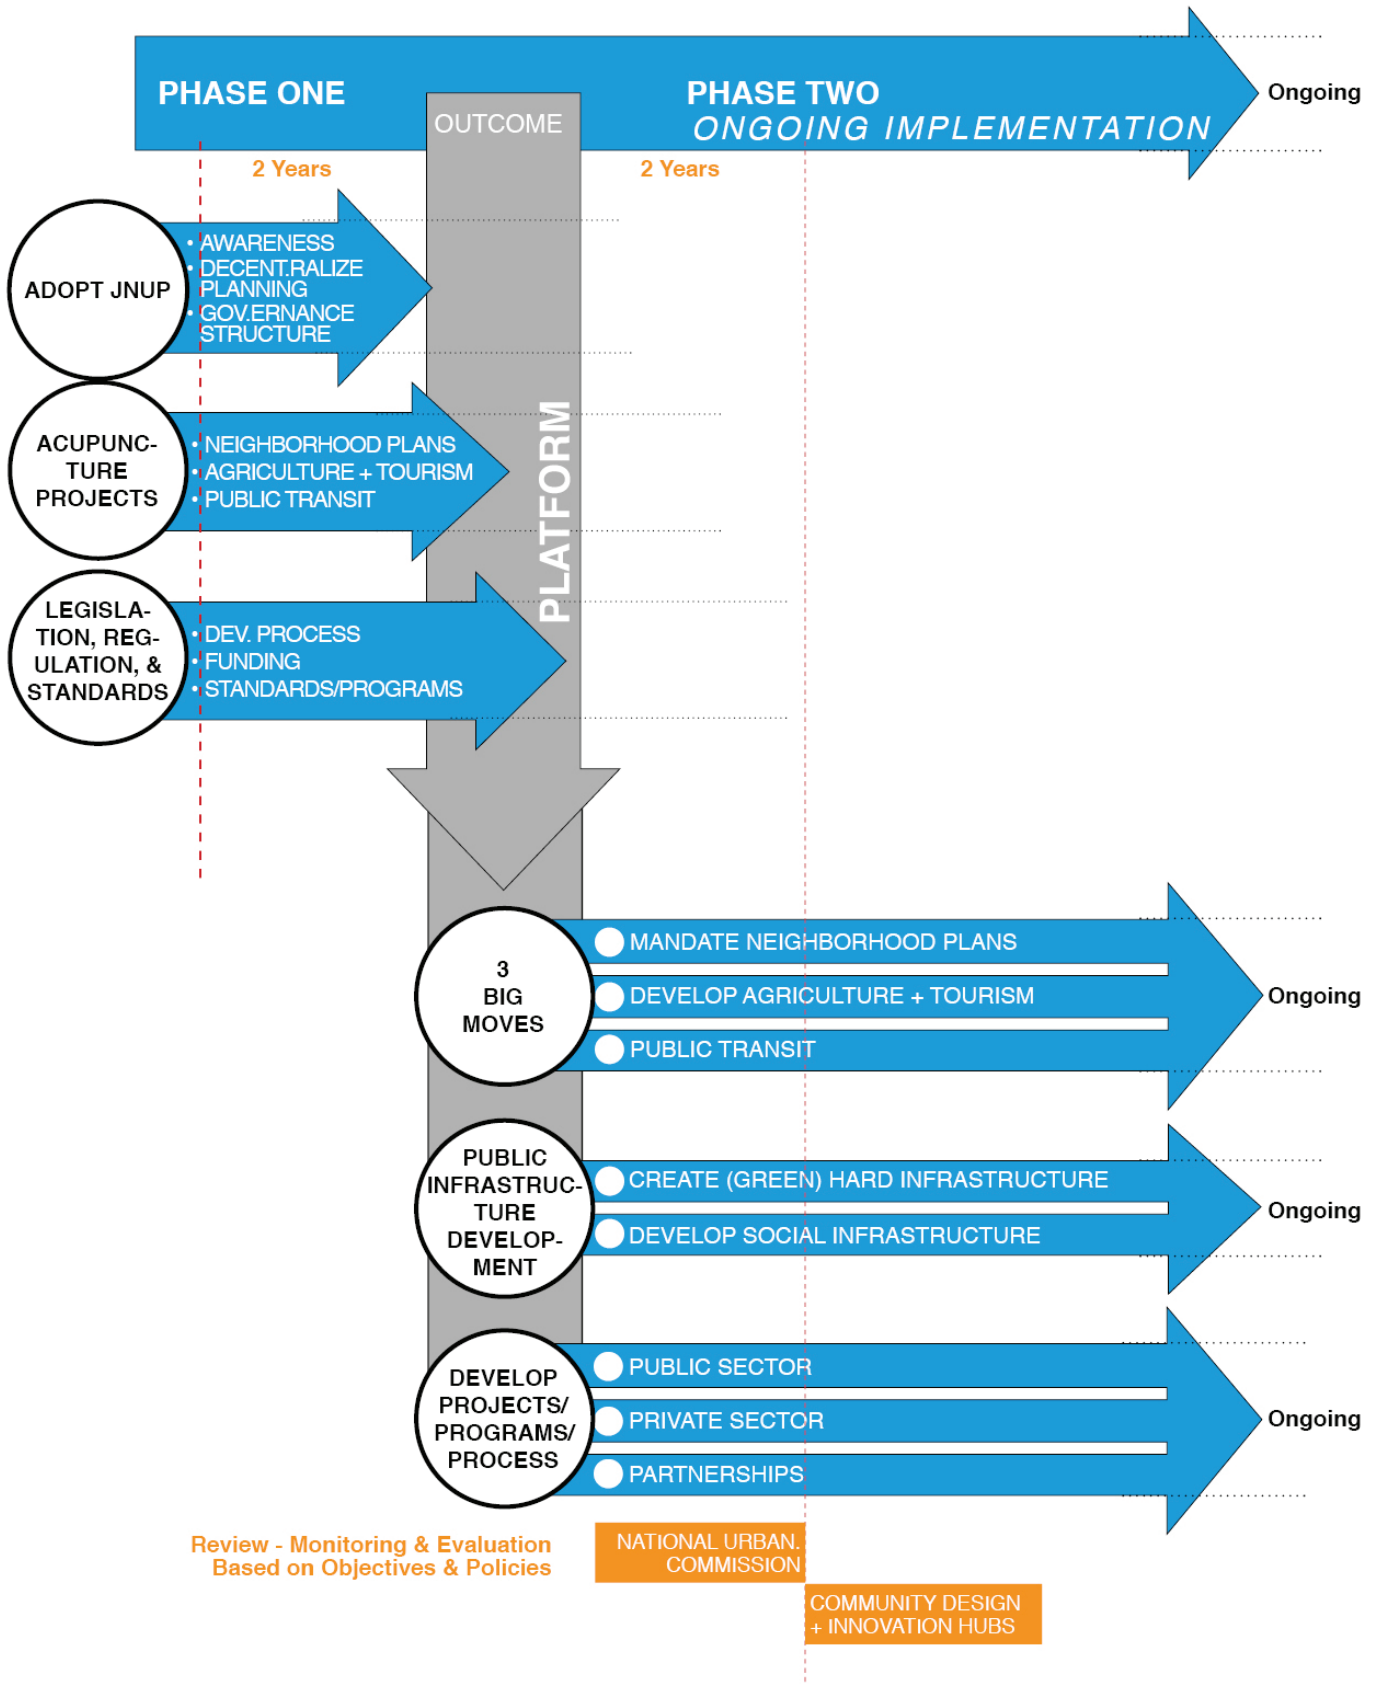 PHASE ONE
OUTCOME
PHASE TWO
ONGOING IMPLEMENTATION
Ongoing
2 Years
2 Years
ADOPT JNUP
• AWARENESS
• DECENT.RALIZE
PLANNING
• GOV.ERNANCE
STRUCTURE
ACUPUNC-
TURE
PROJECTS
• NEIGHBORHOOD PLANS
• AGRICULTURE + TOURISM
• PUBLIC TRANSIT
PLATFORM
LEGISLA-
TION, REG-
ULATION, &
STANDARDS
• DEV. PROCESS
• FUNDING
• STANDARDS/PROGRAMS
3
BIG
MOVES
MANDATE NEIGHBORHOOD PLANS
DEVELOP AGRICULTURE + TOURISM
PUBLIC TRANSIT
Ongoing
PUBLIC
INFRASTRUC-
TURE
DEVELOP-
MENT
CREATE (GREEN) HARD INFRASTRUCTURE
DEVELOP SOCIAL INFRASTRUCTURE
Ongoing
DEVELOP
PROJECTS/
PROGRAMS/
PROCESS
PUBLIC SECTOR
PRIVATE SECTOR
PARTNERSHIPS
Ongoing
Review - Monitoring & Evaluation
Based on Objectives & Policies
NATIONAL URBAN.
COMMISSION
COMMUNITY DESIGN
+ INNOVATION HUBS